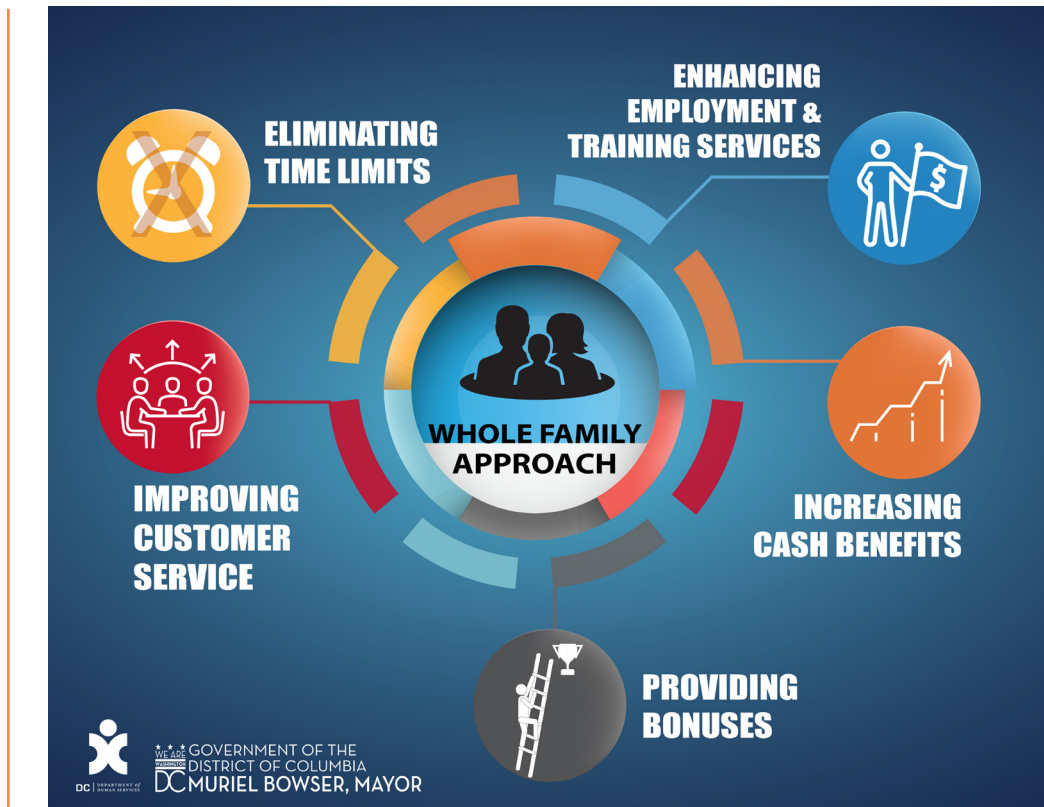 ENHANCING
EMPLOYMENT &
TRAINING SERVICES
ELIMINATING
TIME LIMITS
$
WHOLE FAMILY
APPROACH
IMPROVING
CUSTOMER
SERVICE
INCREASING
CASH BENEFITS
PROVIDING
BONUSES
DC | DEPARTMENT of
HUMAN SERVICES
WE ARE
WASHINGTON
DC
GOVERNMENT OF THE
DISTRICT OF COLUMBIA
MURIEL BOWSER, MAYOR